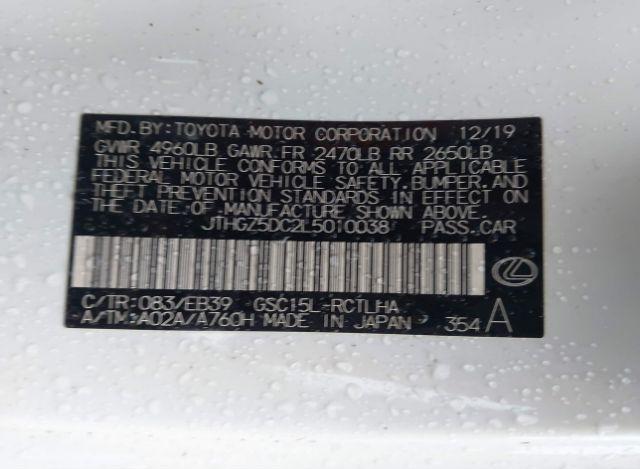 MFD. BY: TOYOTA MOTOR CORPORATION 12/19
GVWR 4960LB GAWR FR 2470LB RR 2650LB
THIS VEHICLE CONFORMS TO ALL APPLICABLE
FEDERAL MOTOR VEHICLE SAFETY, BUMPER, AND
THEFT PREVENTION STANDARDS IN EFFECT ON
THE DATE OF MANUFACTURE SHOWN ABOVE.
JTHGZ5DC2L5010038 PASS. CAR
C/TR: 083/EB39 GSC15L-RCTLHA
A/TM: A02A/A760H MADE IN JAPAN 354 A